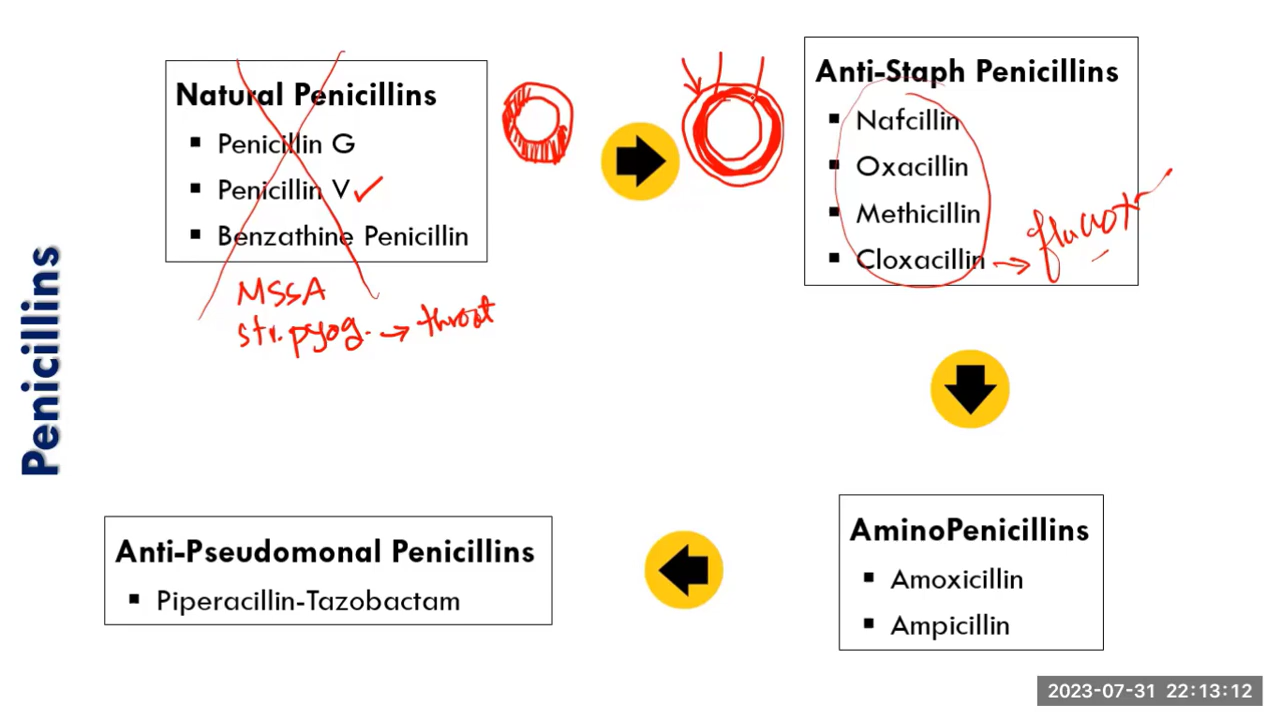 Penicillins
Natural Penicillins
Penicillin G
Penicillin V
Benzathine Penicillin
MSSA
str. pyog. → throat
Anti-Staph Penicillins
Nafcillin
Oxacillin
Methicillin
Cloxacillin →
AminoPenicillins
Amoxicillin
Ampicillin
Anti-Pseudomonal Penicillins
Piperacillin-Tazobactam
2023-07-31 22:13:12